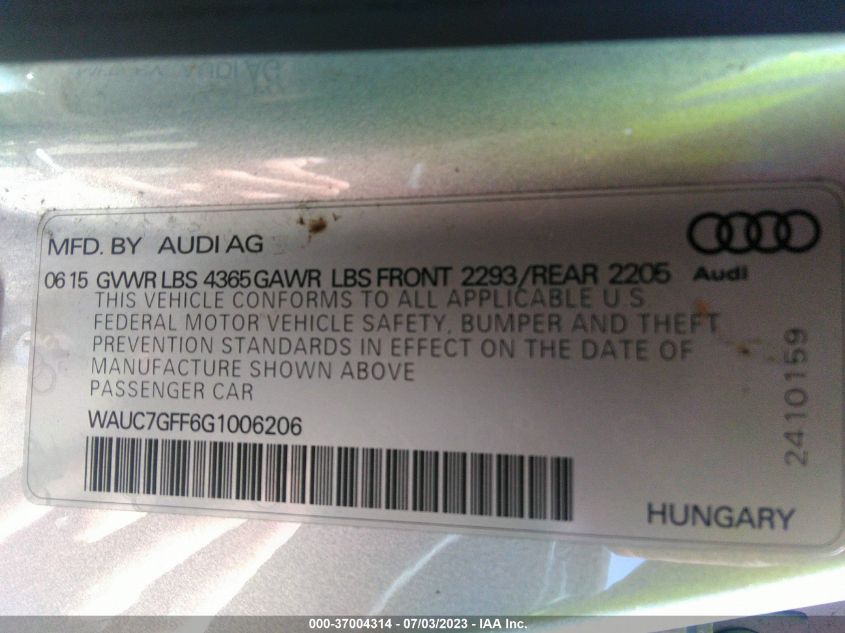 MFD. BY AUDI AG
Audi
06 15 GVWR LBS 4365 GAWR LBS FRONT 2293/REAR 2205
THIS VEHICLE CONFORMS TO ALL APPLICABLE U.S.
FEDERAL MOTOR VEHICLE SAFETY, BUMPER AND THEFT
PREVENTION STANDARDS IN EFFECT ON THE DATE OF
MANUFACTURE SHOWN ABOVE
PASSENGER CAR
WAUC7GFF6G1006206
2410159
HUNGARY
000-37004314 - 07/03/2023 - IAA Inc.